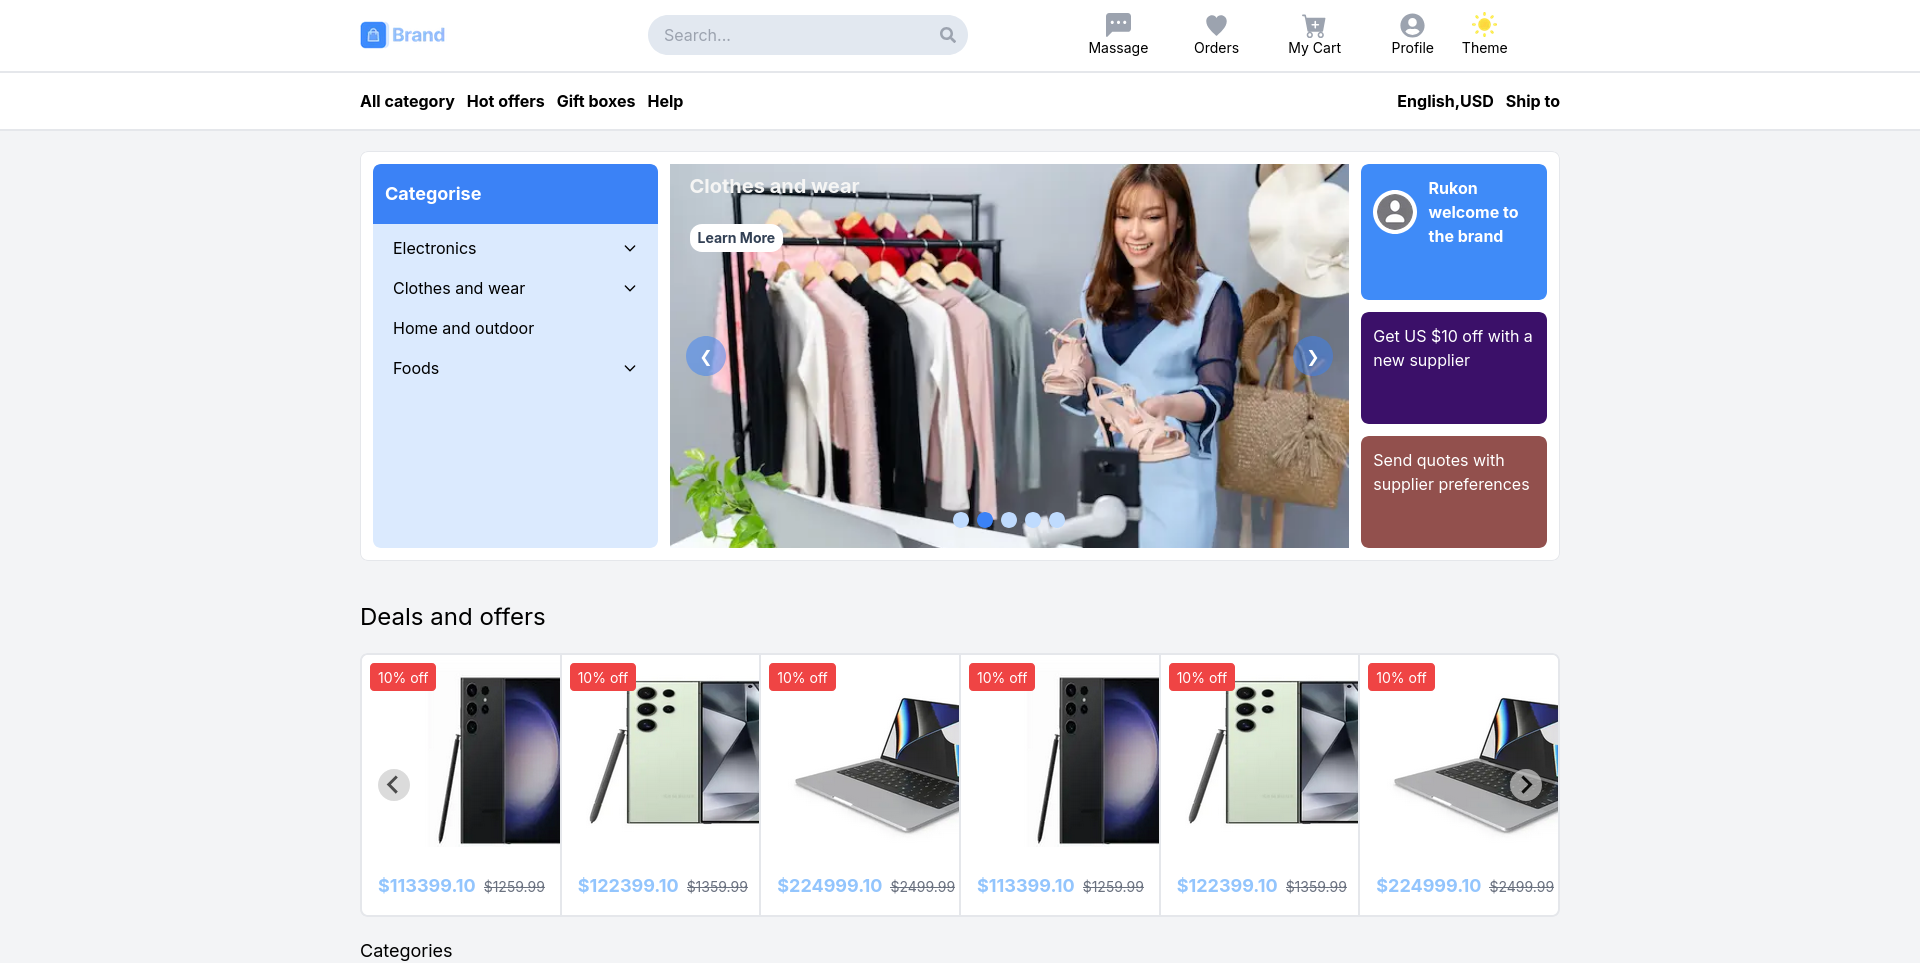 Brand
Search...
Massage
Orders
My Cart
Profile
Theme
All category Hot offers Gift boxes Help
English,USD Ship to
Categorise
Electronics
Clothes and wear
Home and outdoor
Foods
Clothes and wear
Learn More
Rukon
welcome to
the brand
Get US $10 off with a
new supplier
Send quotes with
supplier preferences
Deals and offers
10% off
$113399.10 $1259.99
10% off
$122399.10 $1359.99
10% off
$224999.10 $2499.99
10% off
$113399.10 $1259.99
10% off
$122399.10 $1359.99
10% off
$224999.10 $2499.99
Categories